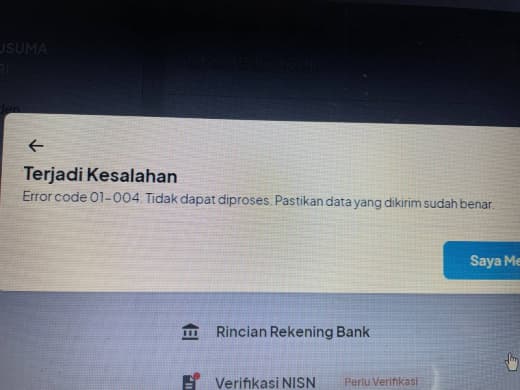 USUMA
Terjadi Kesalahan
Error code 01-004. Tidak dapat diproses. Pastikan data yang dikirim sudah benar.
Saya Me
Rincian Rekening Bank
Verifikasi NISN Perlu Verifikasi